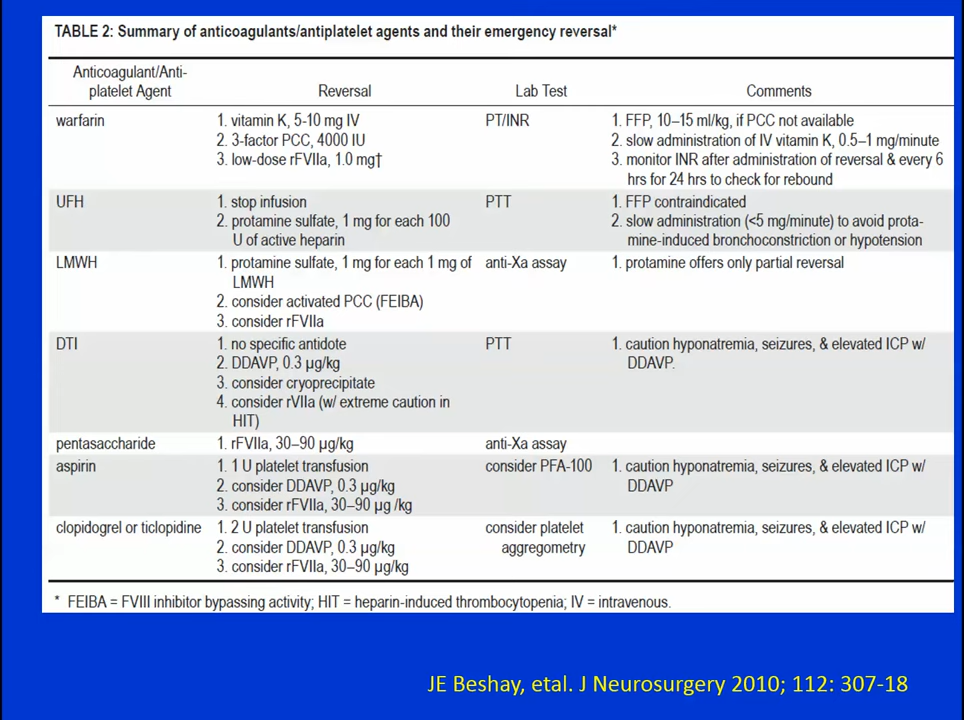 TABLE 2: Summary of anticoagulants/antiplatelet agents and their emergency reversal*
Anticoagulant/Anti-
platelet Agent
Reversal
Lab Test
Comments
warfarin
1. vitamin K, 5-10 mg IV
2. 3-factor PCC, 4000 IU
3. low-dose rFVIIa, 1.0 mg†
PT/INR
1. FFP, 10–15 ml/kg, if PCC not available
2. slow administration of IV vitamin K, 0.5–1 mg/minute
3. monitor INR after administration of reversal & every 6
hrs for 24 hrs to check for rebound
UFH
1. stop infusion
2. protamine sulfate, 1 mg for each 100
U of active heparin
PTT
1. FFP contraindicated
2. slow administration (<5 mg/minute) to avoid prota-
mine-induced bronchoconstriction or hypotension
LMWH
1. protamine sulfate, 1 mg for each 1 mg of
LMWH
2. consider activated PCC (FEIBA)
3. consider rFVIIa
anti-Xa assay
1. protamine offers only partial reversal
DTI
1. no specific antidote
2. DDAVP, 0.3 µg/kg
3. consider cryoprecipitate
4. consider rVIIa (w/ extreme caution in
HIT)
PTT
1. caution hyponatremia, seizures, & elevated ICP w/
DDAVP.
pentasaccharide
1. rFVIIa, 30–90 µg/kg
anti-Xa assay
aspirin
1. 1 U platelet transfusion
2. consider DDAVP, 0.3 µg/kg
3. consider rFVIIa, 30–90 µg /kg
consider PFA-100
1. caution hyponatremia, seizures, & elevated ICP w/
DDAVP
clopidogrel or ticlopidine
1. 2 U platelet transfusion
2. consider DDAVP, 0.3 µg/kg
3. consider rFVIIa, 30–90 µg/kg
consider platelet
aggregometry
1. caution hyponatremia, seizures, & elevated ICP w/
DDAVP
* FEIBA = FVIII inhibitor bypassing activity; HIT = heparin-induced thrombocytopenia; IV = intravenous.
JE Beshay, etal. J Neurosurgery 2010; 112: 307-18